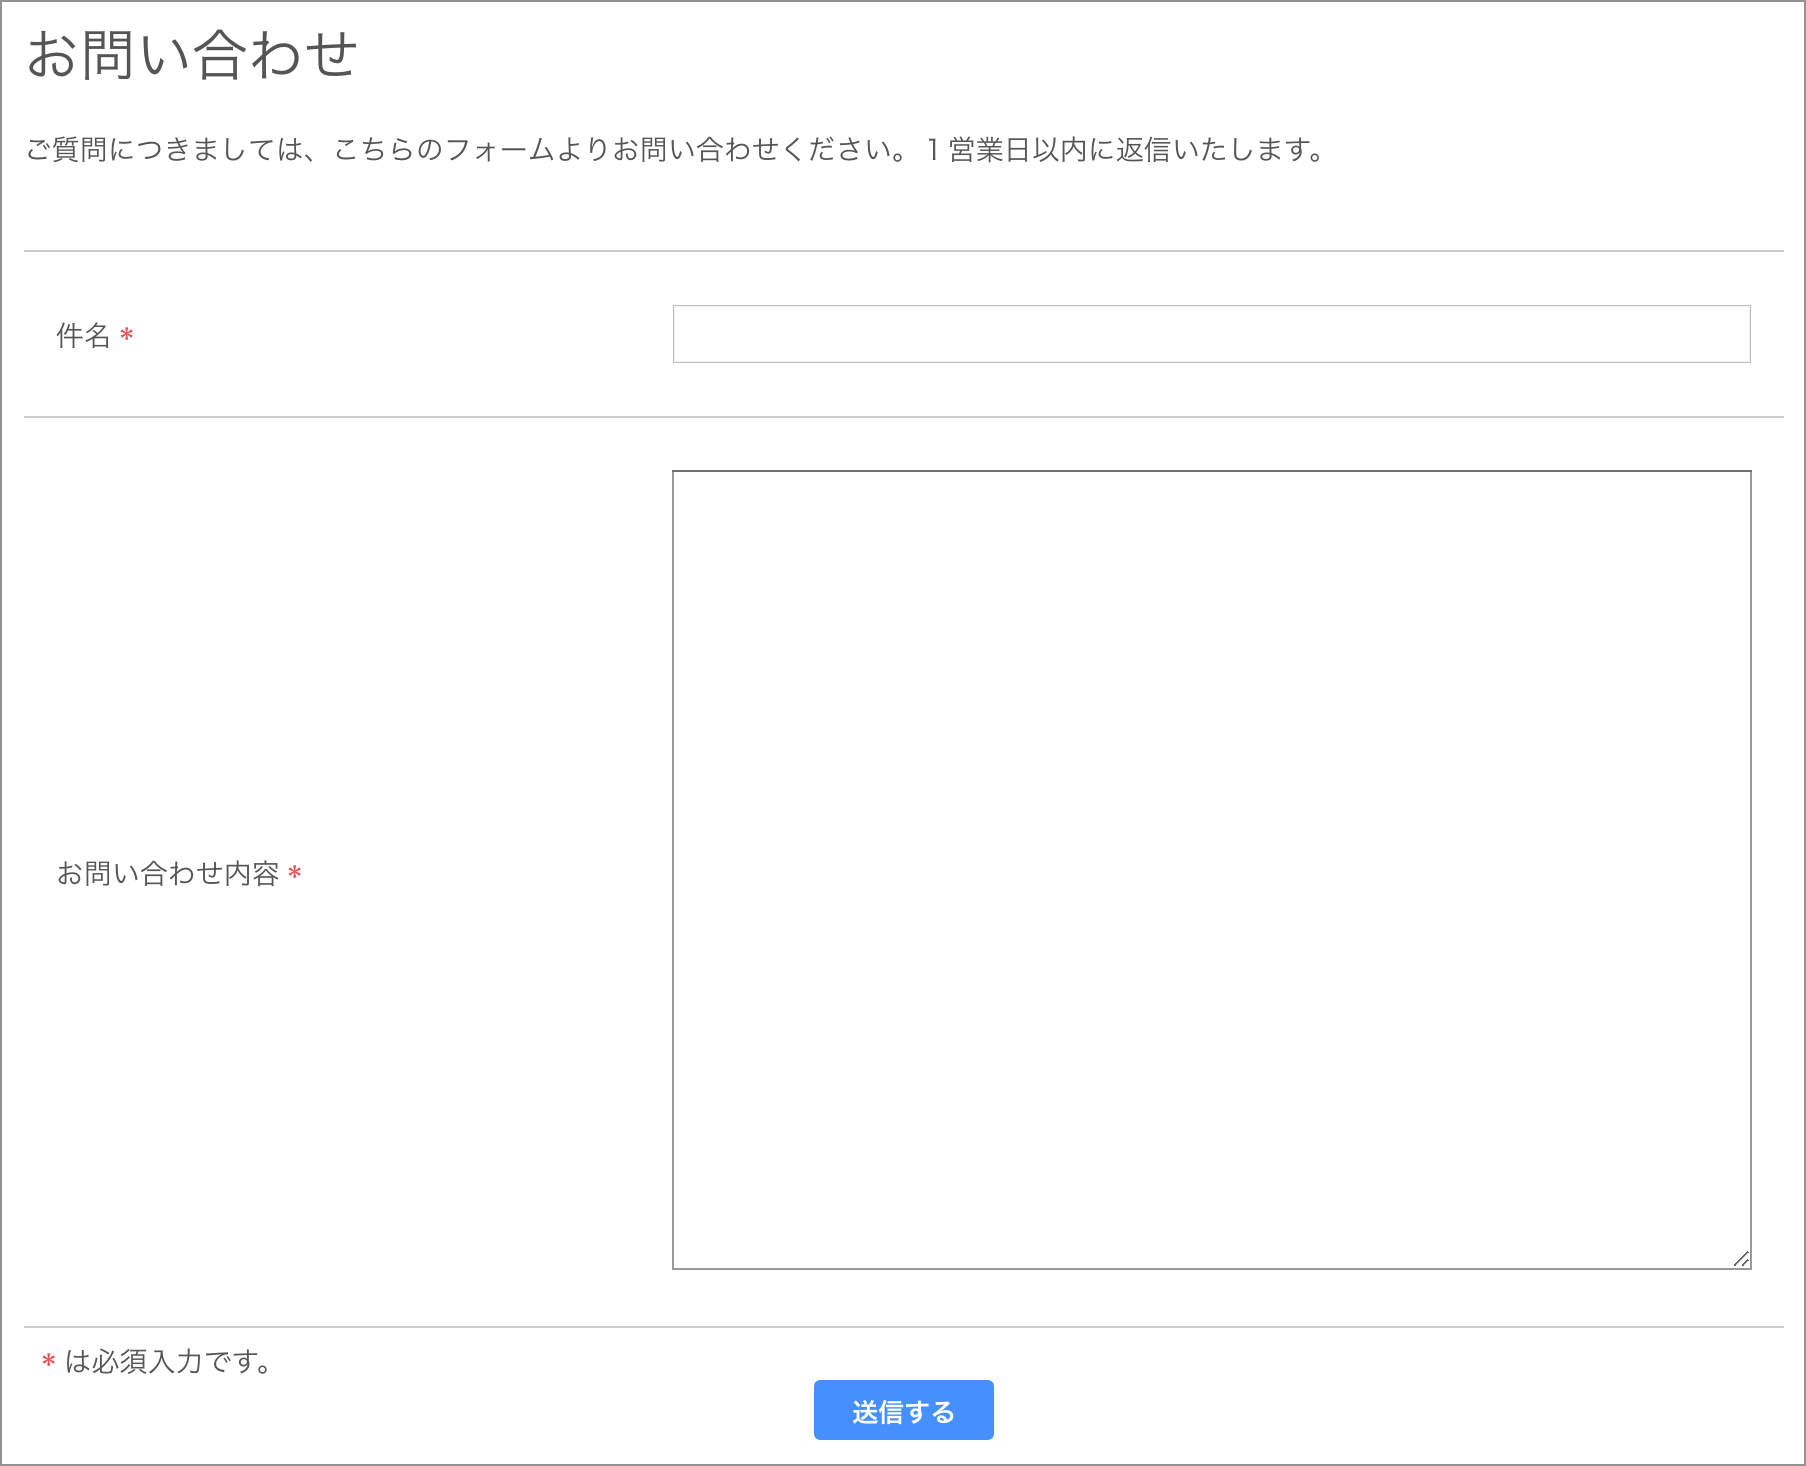 お問い合わせ
ご質問につきましては、こちらのフォームよりお問い合わせください。1 営業日以内に返信いたします。
件名 *
お問い合わせ内容 *
* は必須入力です。
送信する